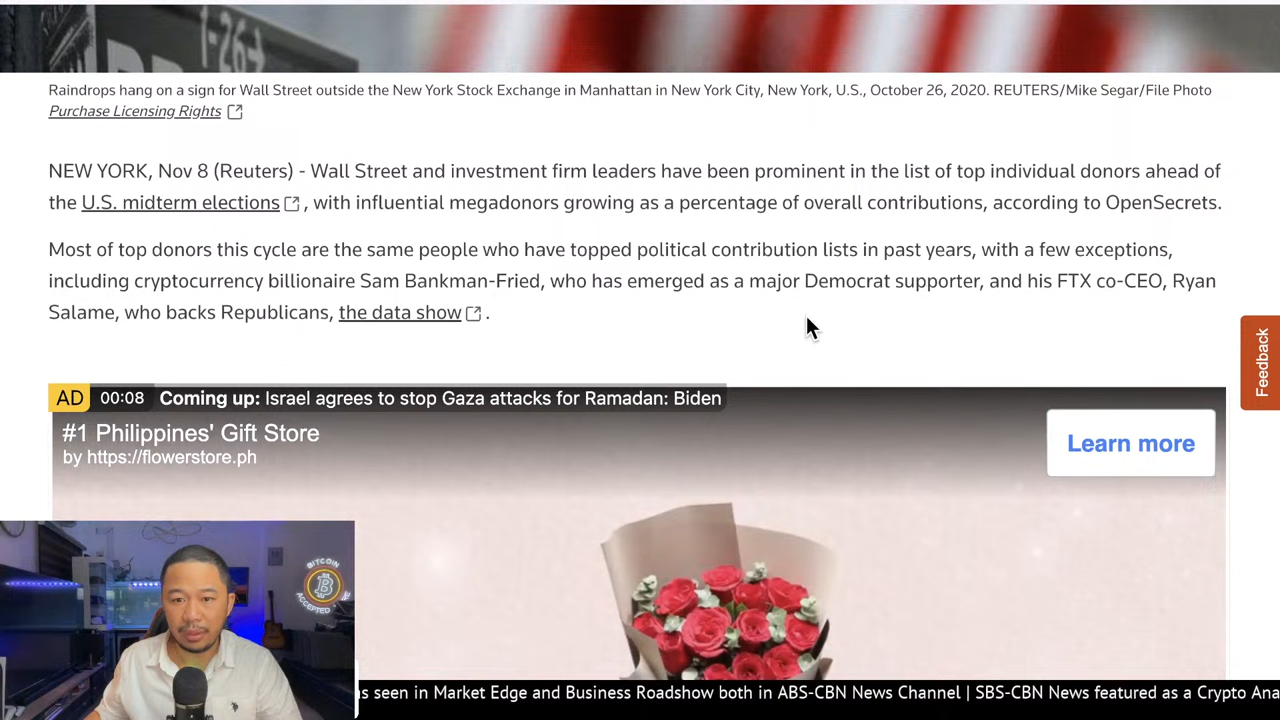 1-26-
Raindrops hang on a sign for Wall Street outside the New York Stock Exchange in Manhattan in New York City, New York, U.S., October 26, 2020. REUTERS/Mike Segar/File Photo
Purchase Licensing Rights
NEW YORK, Nov 8 (Reuters) - Wall Street and investment firm leaders have been prominent in the list of top individual donors ahead of
the U.S. midterm elections, with influential megadonors growing as a percentage of overall contributions, according to OpenSecrets.
Most of top donors this cycle are the same people who have topped political contribution lists in past years, with a few exceptions,
including cryptocurrency billionaire Sam Bankman-Fried, who has emerged as a major Democrat supporter, and his FTX co-CEO, Ryan
Salame, who backs Republicans, the data show.
Feedback
AD 00:08 Coming up: Israel agrees to stop Gaza attacks for Ramadan: Biden
#1 Philippines' Gift Store
by https://flowerstore.ph
Learn more
BITCOIN
ACCEPTED
s seen in Market Edge and Business Roadshow both in ABS-CBN News Channel | SBS-CBN News featured as a Crypto Ana